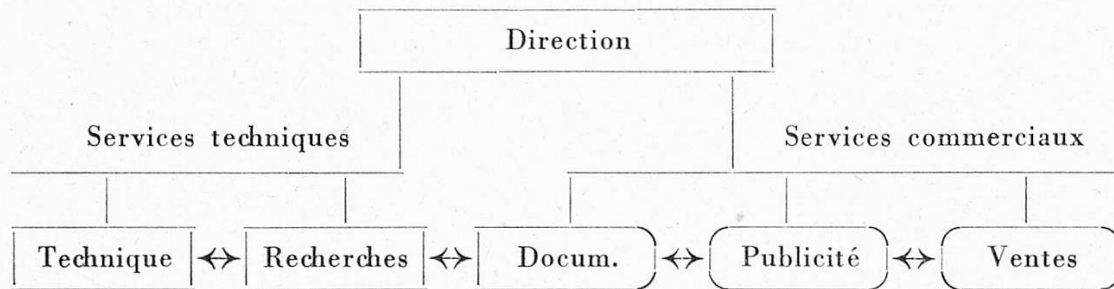 Direction
Services techniques
Services commerciaux
Technique ↔ Recherches ↔ Docum. ↔ Publicité ↔ Ventes